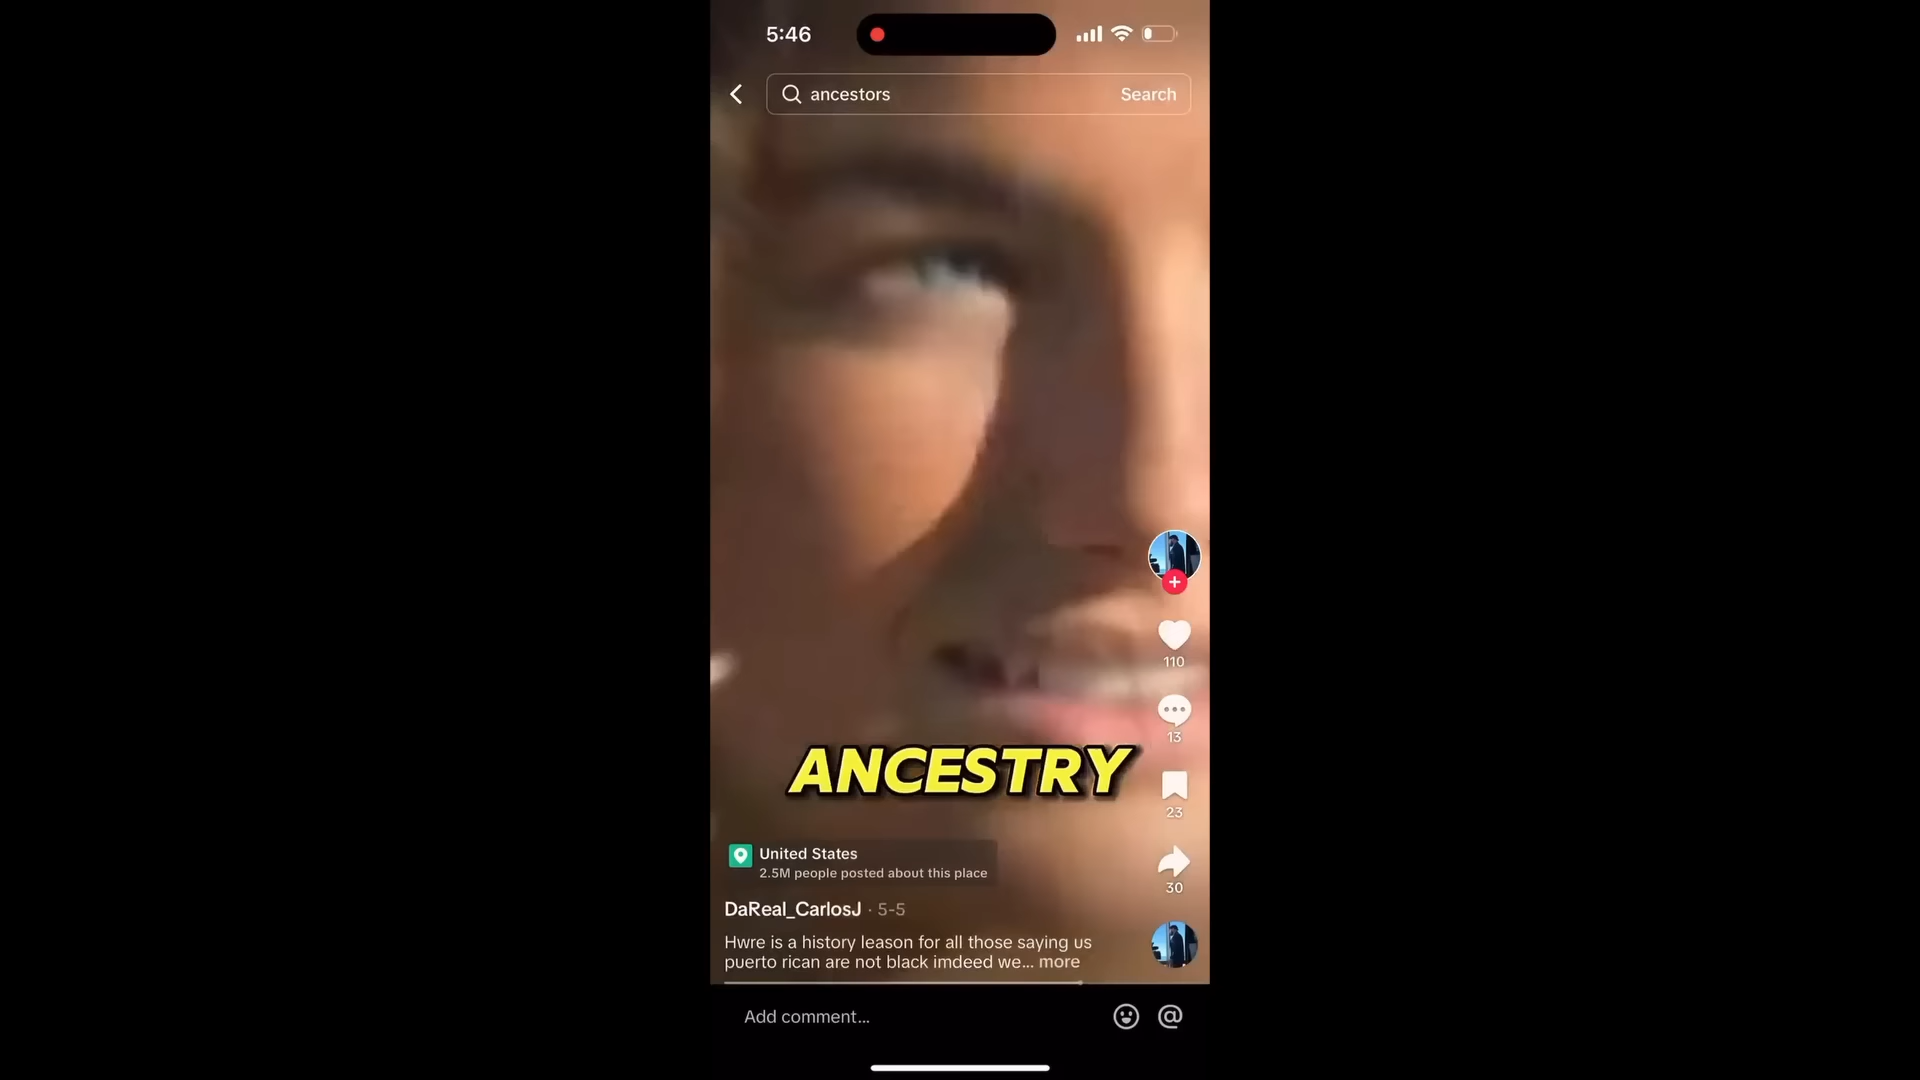 5:46
ancestors Search
110
13
ANCESTRY
23
United States
2.5M people posted about this place
30
DaReal_CarlosJ · 5-5
Hwre is a history leason for all those saying us
puerto rican are not black imdeed we... more
Add comment...